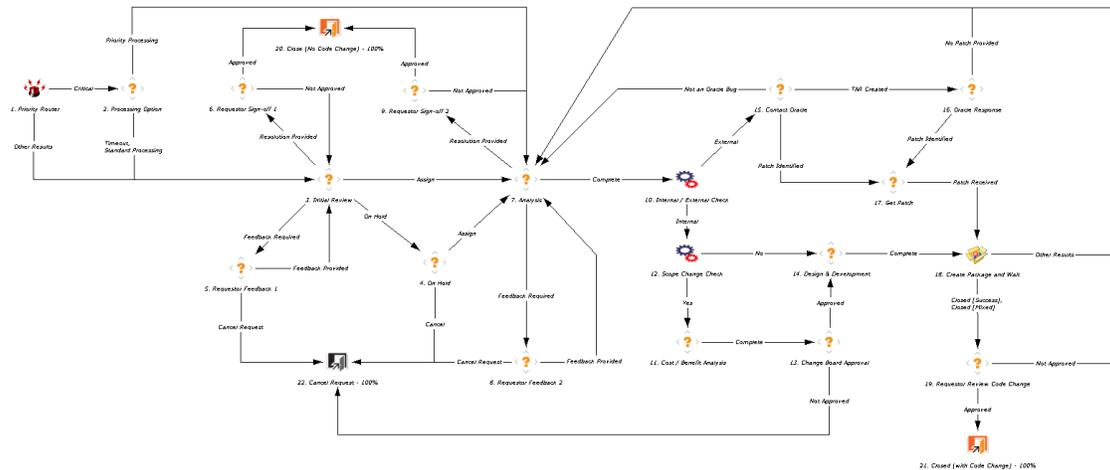 Priority Processing
Approved
20. Close (No Code Change) - 100%
Approved
No Patch Provided
Critical
Not Approved
Not Approved
Not an Oracle Bug
TAR Created
1. Priority Router
2. Processing Option
6. Requestor Sign-off 1
9. Requestor Sign-off 2
15. Contact Oracle
16. Oracle Response
Other Results
Timeout,
Standard Processing
Resolution Provided
Resolution Provided
External
Patch Identified
Patch Identified
Assign
Complete
Patch Received
3. Initial Review
7. Analysis
10. Internal / External Check
17. Get Patch
On Hold
Internal
Feedback Required
Assign
No
Complete
Other Results
Feedback Provided
12. Scope Change Check
14. Design & Development
18. Create Package and Wait
5. Requestor Feedback 1
4. On Hold
Feedback Required
Yes
Approved
Closed [Success],
Closed [Mixed]
Cancel Request
Cancel
Complete
Cancel Request
Feedback Provided
11. Cost / Benefit Analysis
13. Change Board Approval
Not Approved
22. Cancel Request - 100%
8. Requestor Feedback 2
19. Requestor Review Code Change
Not Approved
Approved
21. Closed (with Code Change) - 100%